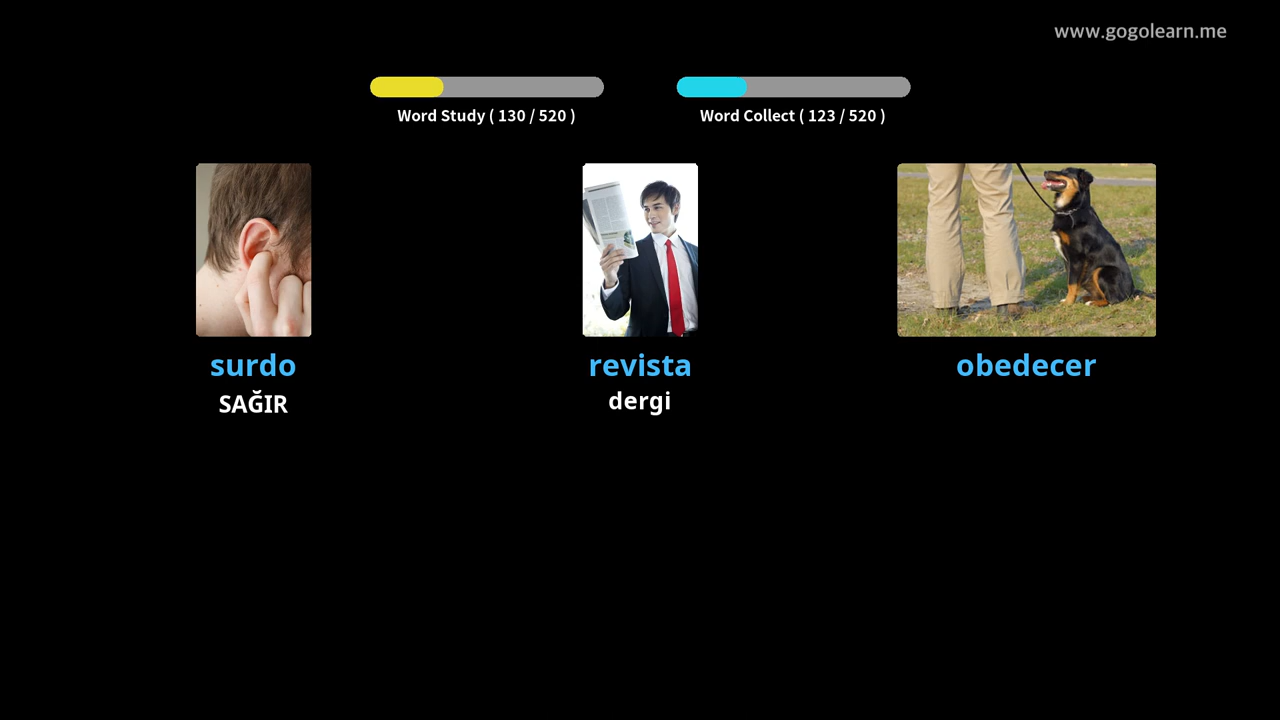 www.gogolearn.me
Word Study ( 130 / 520 )
Word Collect ( 123 / 520 )
surdo
SAĞIR
revista
dergi
obedecer